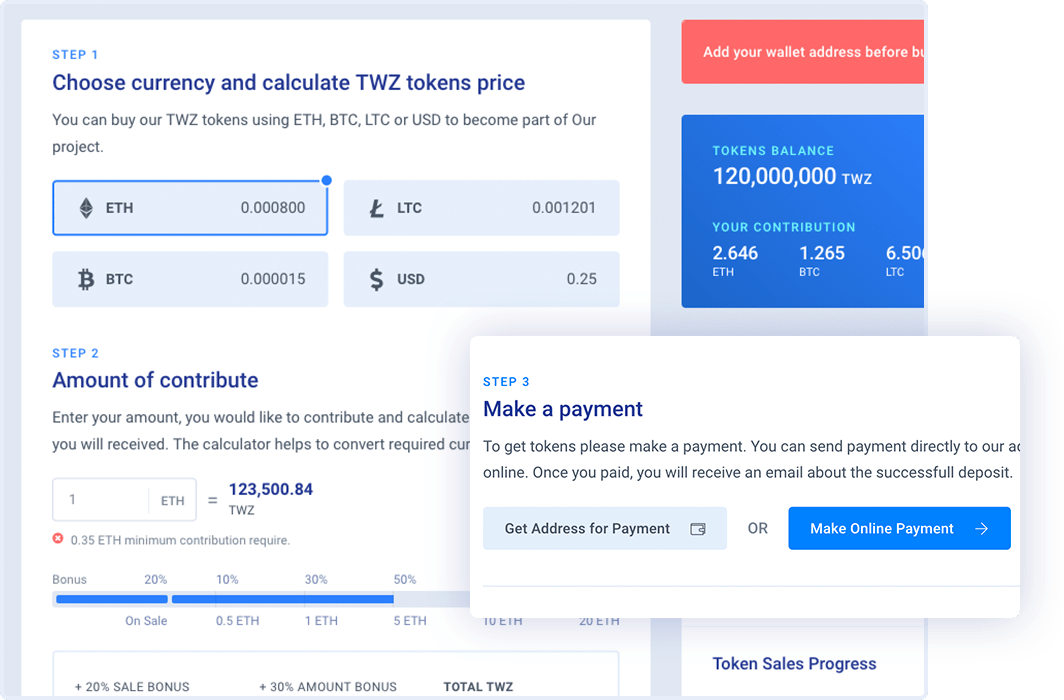 STEP 1
Choose currency and calculate TWZ tokens price
You can buy our TWZ tokens using ETH, BTC, LTC or USD to become part of Our
project.
ETH 0.000800
LTC 0.001201
BTC 0.000015
USD 0.25
STEP 2
Amount of contribute
Enter your amount, you would like to contribute and calculate
you will received. The calculator helps to convert required
1 ETH = 123,500.84
TWZ
0.35 ETH minimum contribution require.
Bonus 20% 10% 30% 50%
On Sale 0.5 ETH 1 ETH 5 ETH 10 ETH 20 ETH
+ 20% SALE BONUS + 30% AMOUNT BONUS TOTAL TWZ
Add your wallet address before
TOKENS BALANCE
120,000,000 TWZ
YOUR CONTRIBUTION
2.646 1.265 6.50
ETH BTC LTC
STEP 3
Make a payment
To get tokens please make a payment. You can send payment directly to our
online. Once you paid, you will receive an email about the successfull deposit.
Get Address for Payment OR Make Online Payment
Token Sales Progress